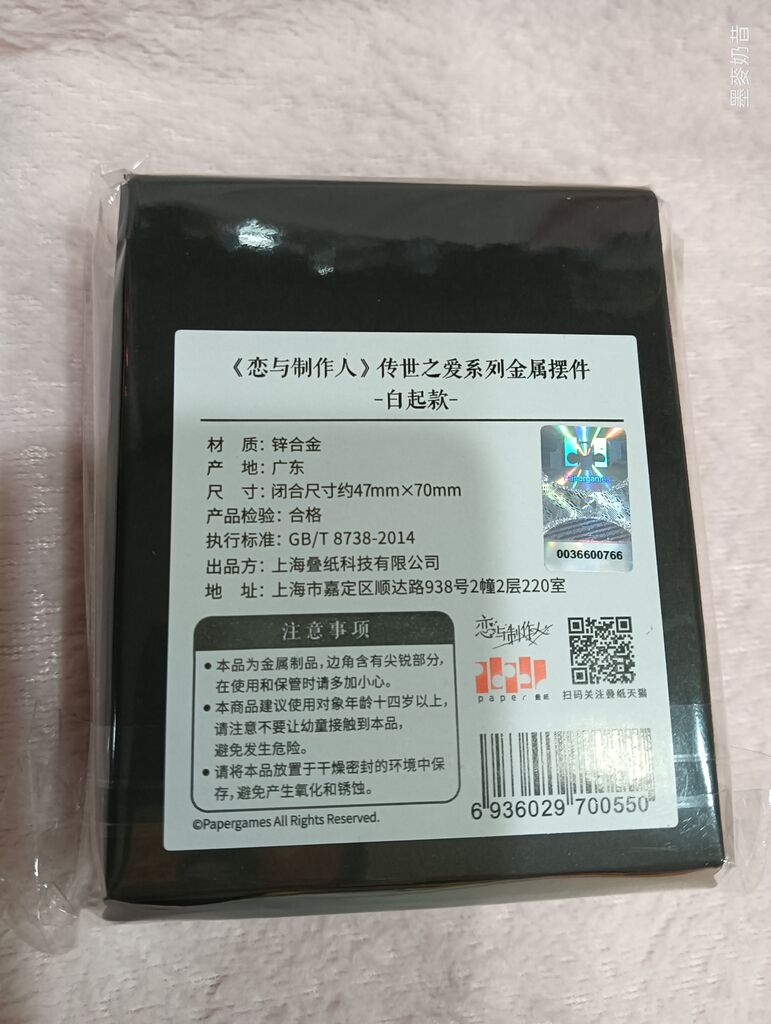 墨麥奶昔
《恋与制作人》传世之爱系列金属摆件
-白起款-
材 质：锌合金
产 地：广东
尺 寸：闭合尺寸约47mm×70mm
产品检验：合格
执行标准：GB/T 8738-2014
出品方：上海叠纸科技有限公司
地 址：上海市嘉定区顺达路938号2幢2层220室
Papergames
0036600766
注意事项
●本品为金属制品，边角含有尖锐部分，
在使用和保管时请多加小心。
●本商品建议使用对象年龄十四岁以上，
请注意不要让幼童接触到本品，
避免发生危险。
●请将本品放置于干燥密封的环境中保
存，避免产生氧化和锈蚀。
恋与制作人
paper 叠纸
扫码关注叠纸天猫
6 936029 700550
©Papergames All Rights Reserved.